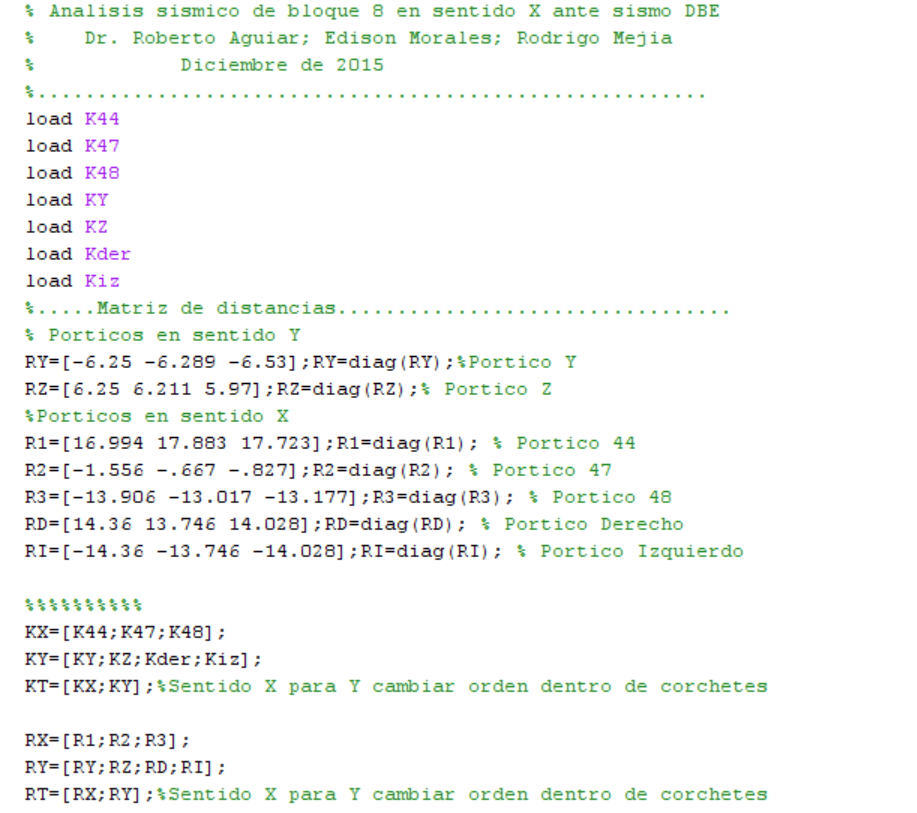 % Analisis sismico de bloque 8 en sentido X ante sismo DBE
%    Dr. Roberto Aguiar; Edison Morales; Rodrigo Mejia
%            Diciembre de 2015
%........................................................
load K44
load K47
load K48
load KY
load KZ
load Kder
load Kiz
%.....Matriz de distancias.................................
% Porticos en sentido Y
RY=[-6.25 -6.289 -6.53];RY=diag(RY);%Portico Y
RZ=[6.25 6.211 5.97];RZ=diag(RZ);% Portico Z
%Porticos en sentido X
R1=[16.994 17.883 17.723];R1=diag(R1); % Portico 44
R2=[-1.556 -.667 -.827];R2=diag(R2); % Portico 47
R3=[-13.906 -13.017 -13.177];R3=diag(R3); % Portico 48
RD=[14.36 13.746 14.028];RD=diag(RD); % Portico Derecho
RI=[-14.36 -13.746 -14.028];RI=diag(RI); % Portico Izquierdo
%%%%%%%%%%
KX=[K44;K47;K48];
KY=[KY;KZ;Kder;Kiz];
KT=[KX;KY];%Sentido X para Y cambiar orden dentro de corchetes
RX=[R1;R2;R3];
RY=[RY;RZ;RD;RI];
RT=[RX;RY];%Sentido X para Y cambiar orden dentro de corchetes